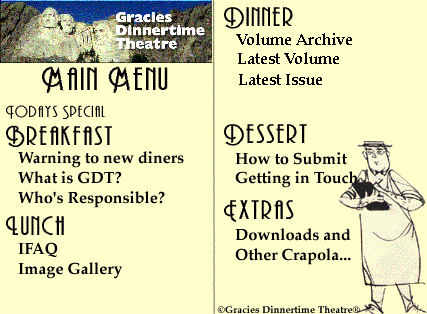 Gracies
Dinnertime
Theatre
Main Menu
Todays Special
Breakfast
Warning to new diners
What is GDT?
Who's Responsible?
Lunch
IFAQ
Image Gallery
Dinner
Volume Archive
Latest Volume
Latest Issue
Dessert
How to Submit
Getting in Touch
Extras
Downloads and
Other Crapola...
©Gracies Dinnertime Theatre®